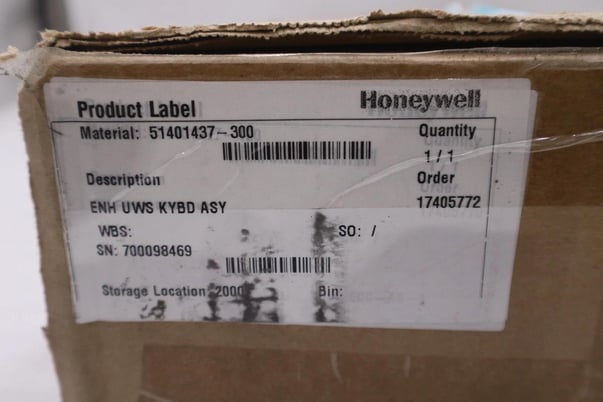 Product Label Honeywell
Material: 51401437-300 Quantity
1 / 1
Description Order
ENH UWS KYBD ASY 17405772
WBS: SO: /
SN: 700098469
Storage Location: 2000 Bin: